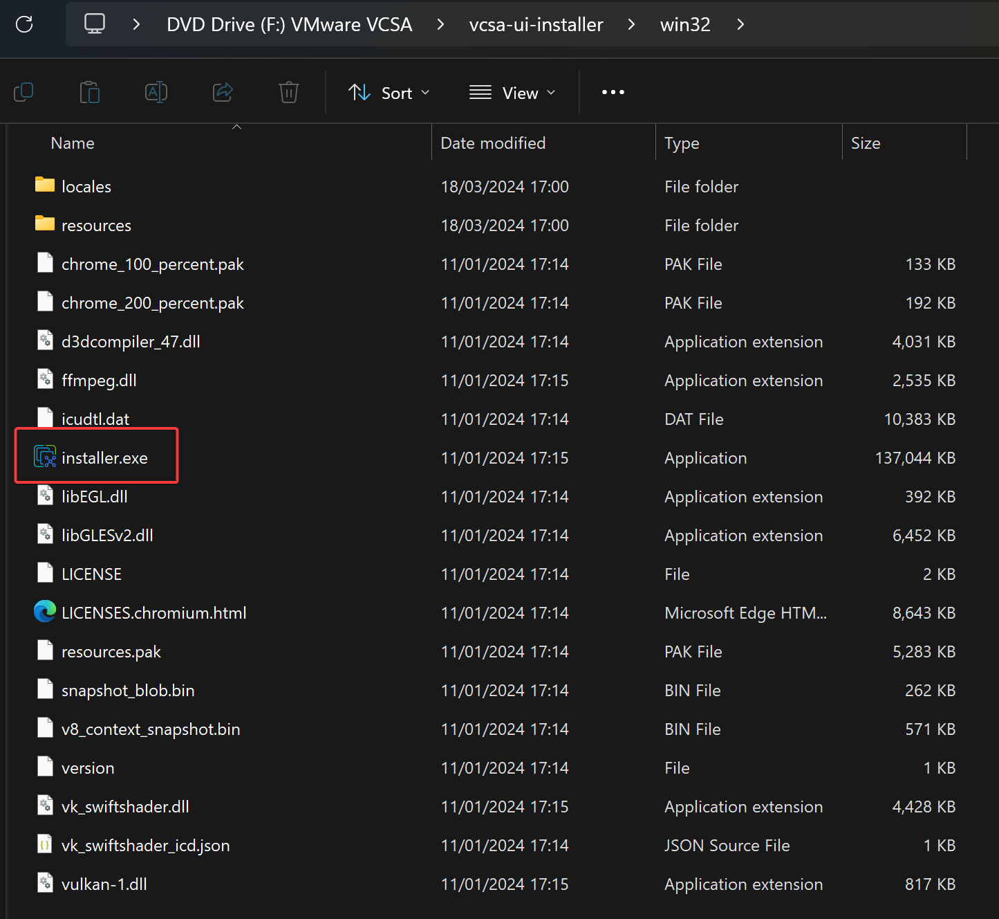 DVD Drive (F:) VMware VCSA > vcsa-ui-installer > win32 >
Sort View •••
Name Date modified Type Size
locales 18/03/2024 17:00 File folder
resources 18/03/2024 17:00 File folder
chrome_100_percent.pak 11/01/2024 17:14 PAK File 133 KB
chrome_200_percent.pak 11/01/2024 17:14 PAK File 192 KB
d3dcompiler_47.dll 11/01/2024 17:14 Application extension 4,031 KB
ffmpeg.dll 11/01/2024 17:15 Application extension 2,535 KB
icudtl.dat 11/01/2024 17:14 DAT File 10,383 KB
installer.exe 11/01/2024 17:15 Application 137,044 KB
libEGL.dll 11/01/2024 17:14 Application extension 392 KB
libGLESv2.dll 11/01/2024 17:14 Application extension 6,452 KB
LICENSE 11/01/2024 17:14 File 2 KB
LICENSES.chromium.html 11/01/2024 17:14 Microsoft Edge HTM... 8,643 KB
resources.pak 11/01/2024 17:14 PAK File 5,283 KB
snapshot_blob.bin 11/01/2024 17:14 BIN File 262 KB
v8_context_snapshot.bin 11/01/2024 17:14 BIN File 571 KB
version 11/01/2024 17:14 File 1 KB
vk_swiftshader.dll 11/01/2024 17:15 Application extension 4,428 KB
vk_swiftshader_icd.json 11/01/2024 17:14 JSON Source File 1 KB
vulkan-1.dll 11/01/2024 17:15 Application extension 817 KB